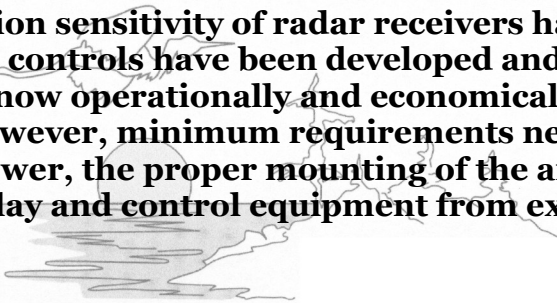 ion sensitivity of radar receivers ha
controls have been developed and
now operationally and economical
wever, minimum requirements ne
wer, the proper mounting of the a
lay and control equipment from ex